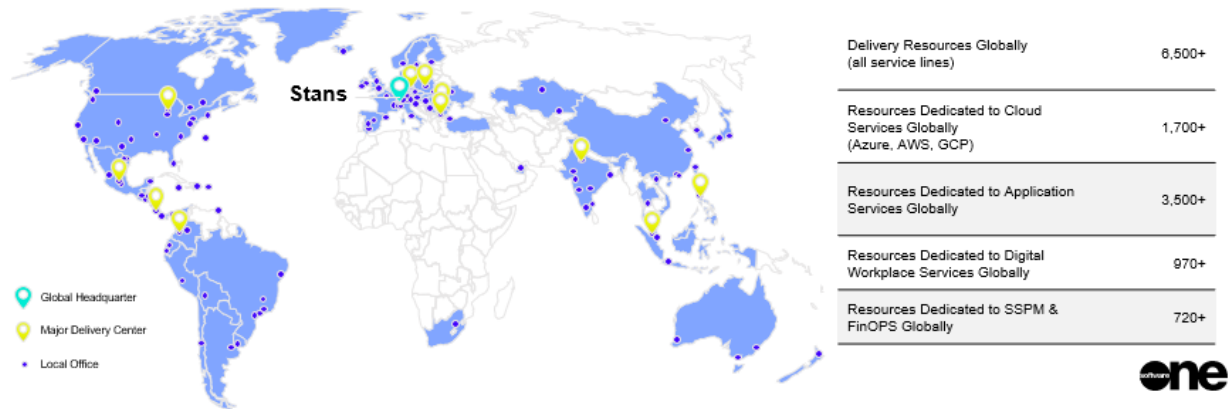 Stans
Global Headquarter
Major Delivery Center
Local Office
Delivery Resources Globally
(all service lines)
6,500+
Resources Dedicated to Cloud
Services Globally
(Azure, AWS, GCP)
1,700+
Resources Dedicated to Application
Services Globally
3,500+
Resources Dedicated to Digital
Workplace Services Globally
970+
Resources Dedicated to SSPM &
FinOPS Globally
720+
software one